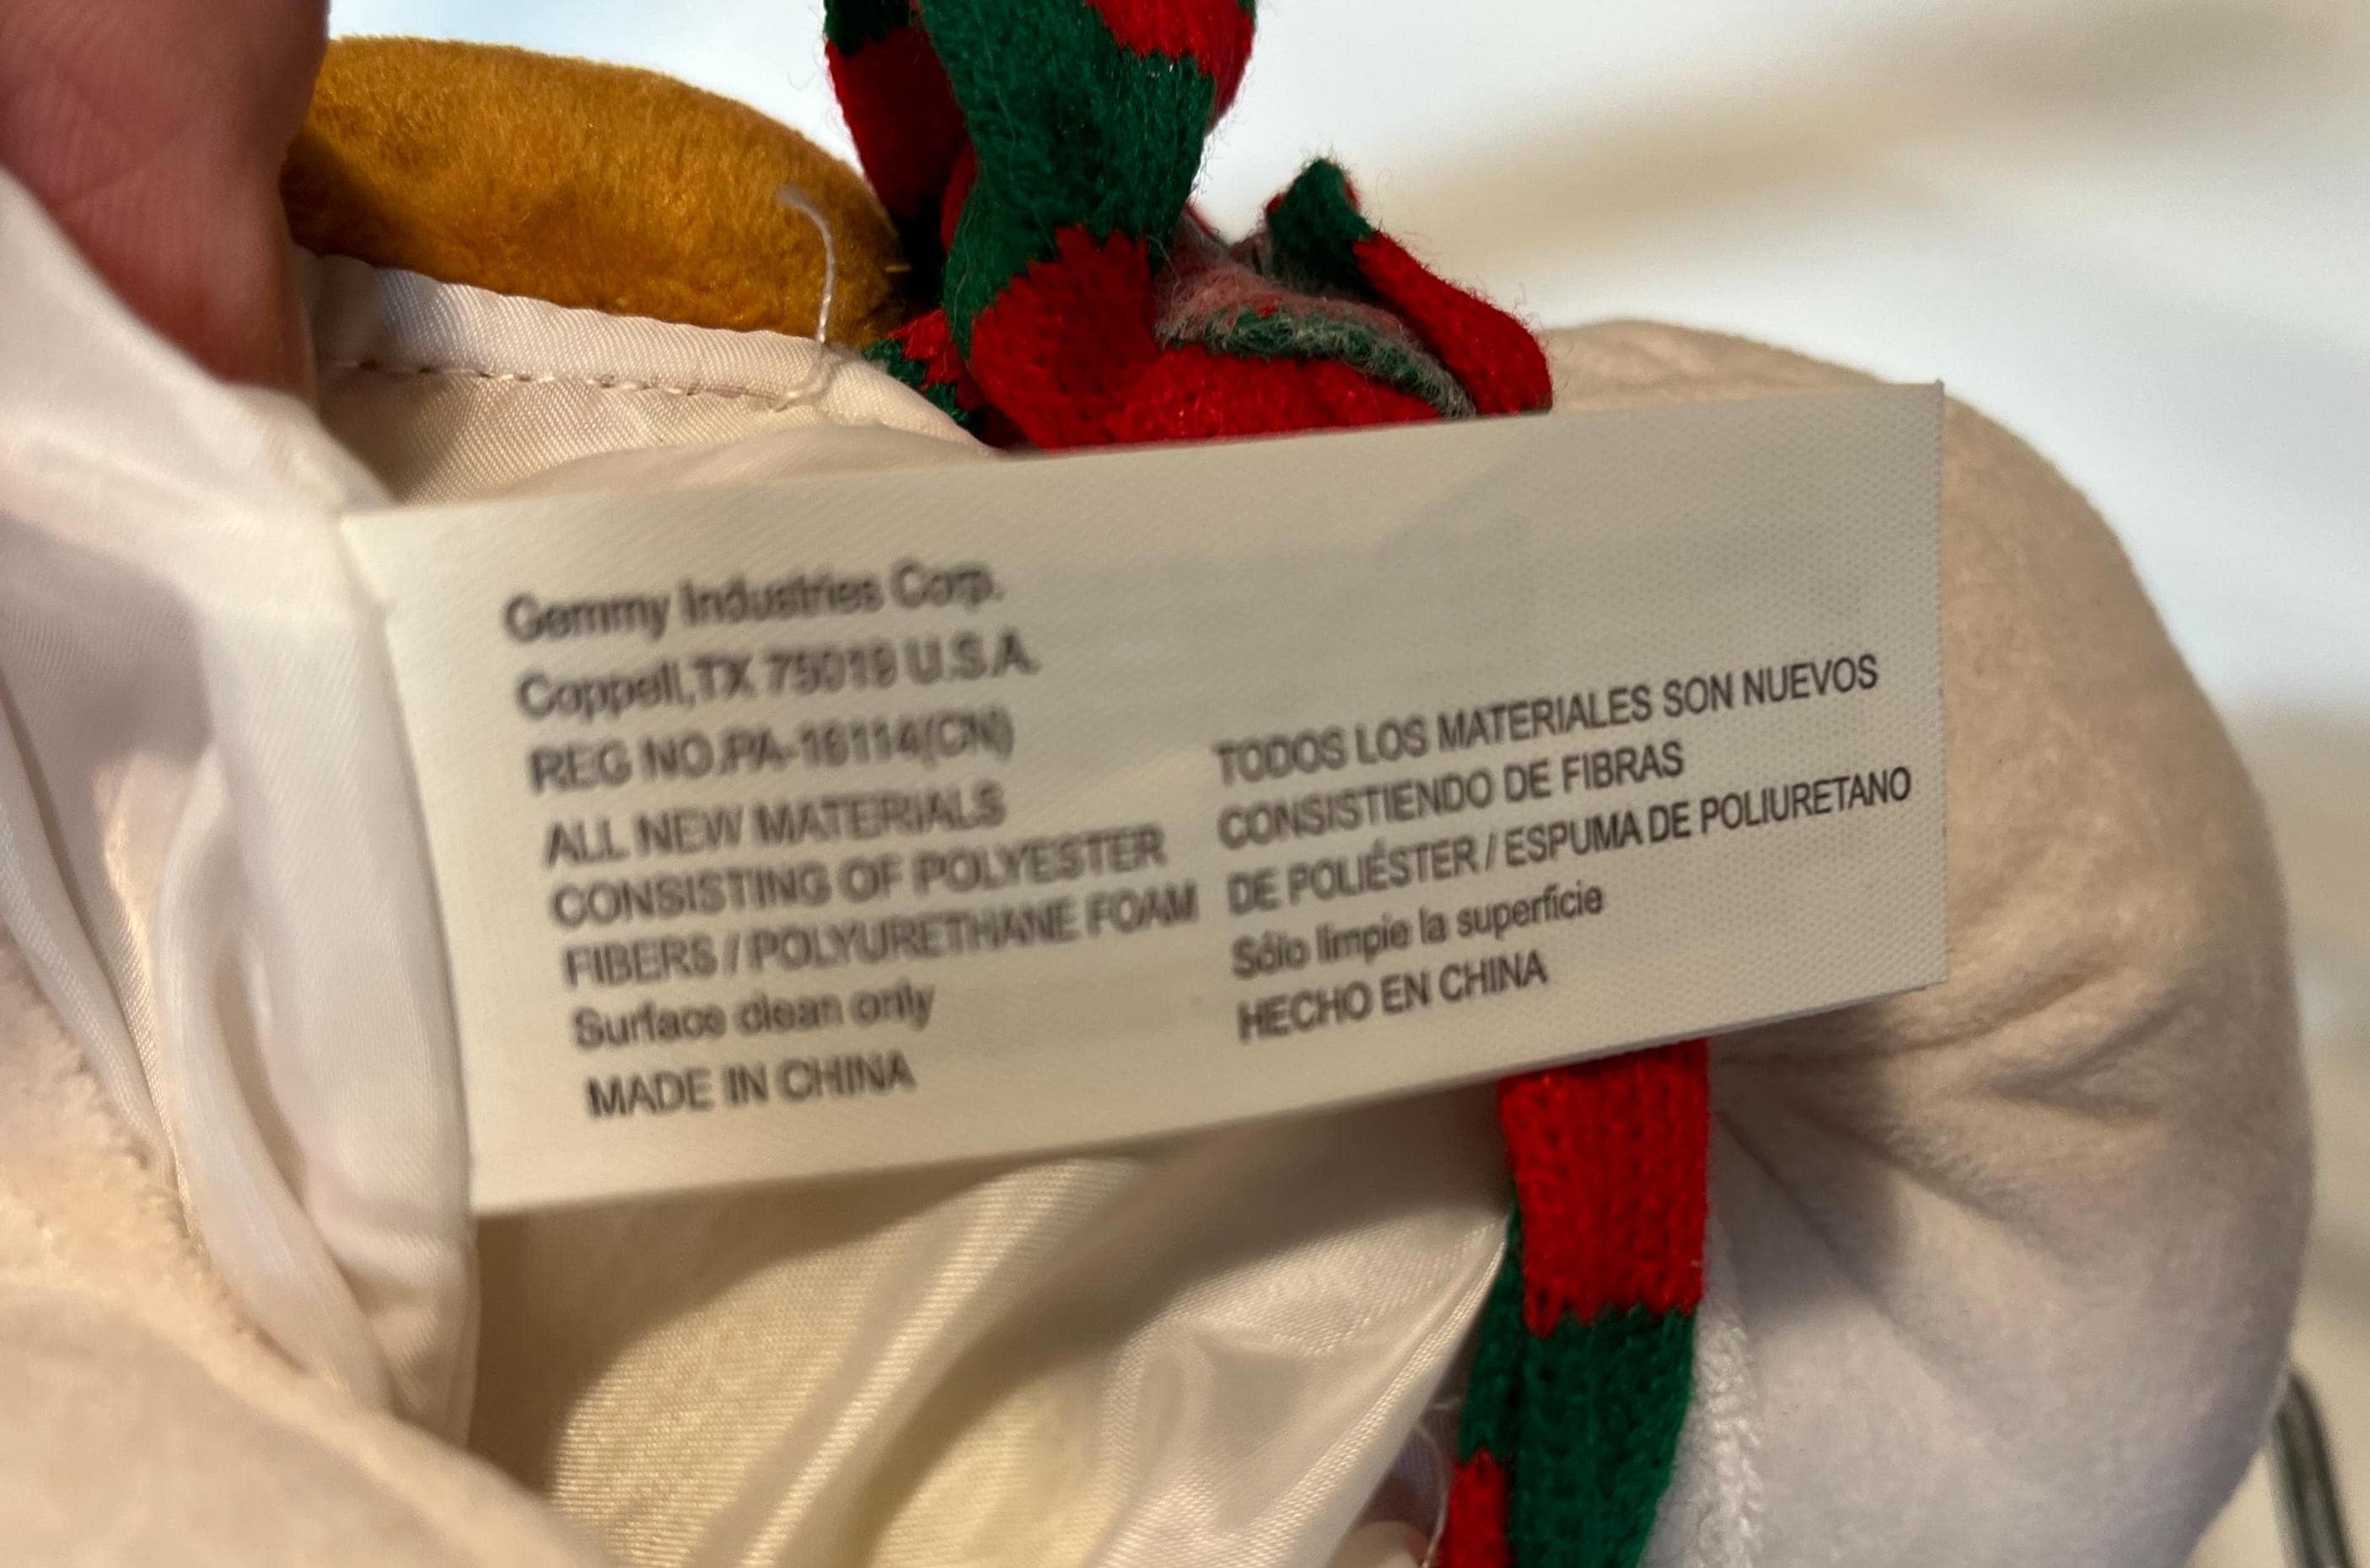 Gemmy Industries Corp.
Coppell,TX 75019 U.S.A.
REG NO.PA-16114(CN)
ALL NEW MATERIALS
CONSISTING OF POLYESTER
FIBERS / POLYURETHANE FOAM
Surface clean only
MADE IN CHINA
TODOS LOS MATERIALES SON NUEVOS
CONSISTIENDO DE FIBRAS
DE POLIÉSTER / ESPUMA DE POLIURETANO
Sólo limpie la superficie
HECHO EN CHINA